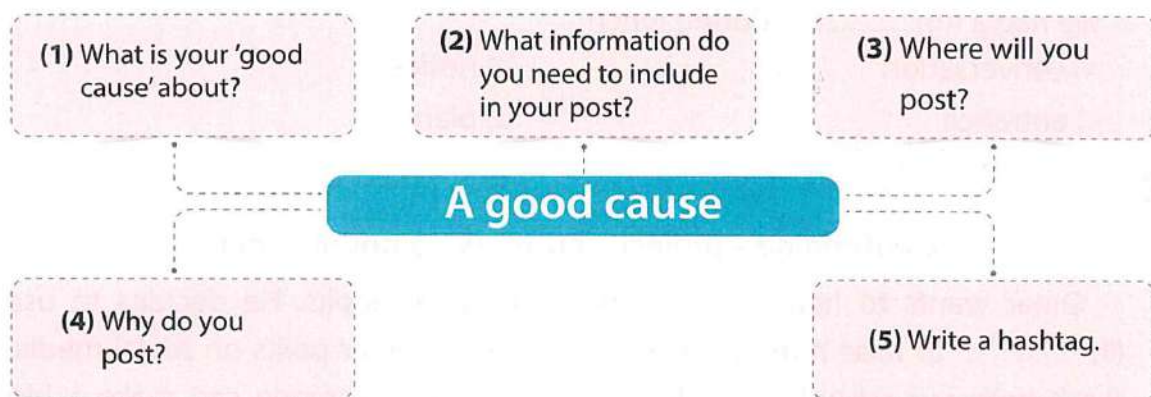 (1) What is your 'good
cause' about?
(2) What information do
you need to include
in your post?
(3) Where will you
post?
A good cause
(4) Why do you
post?
(5) Write a hashtag.